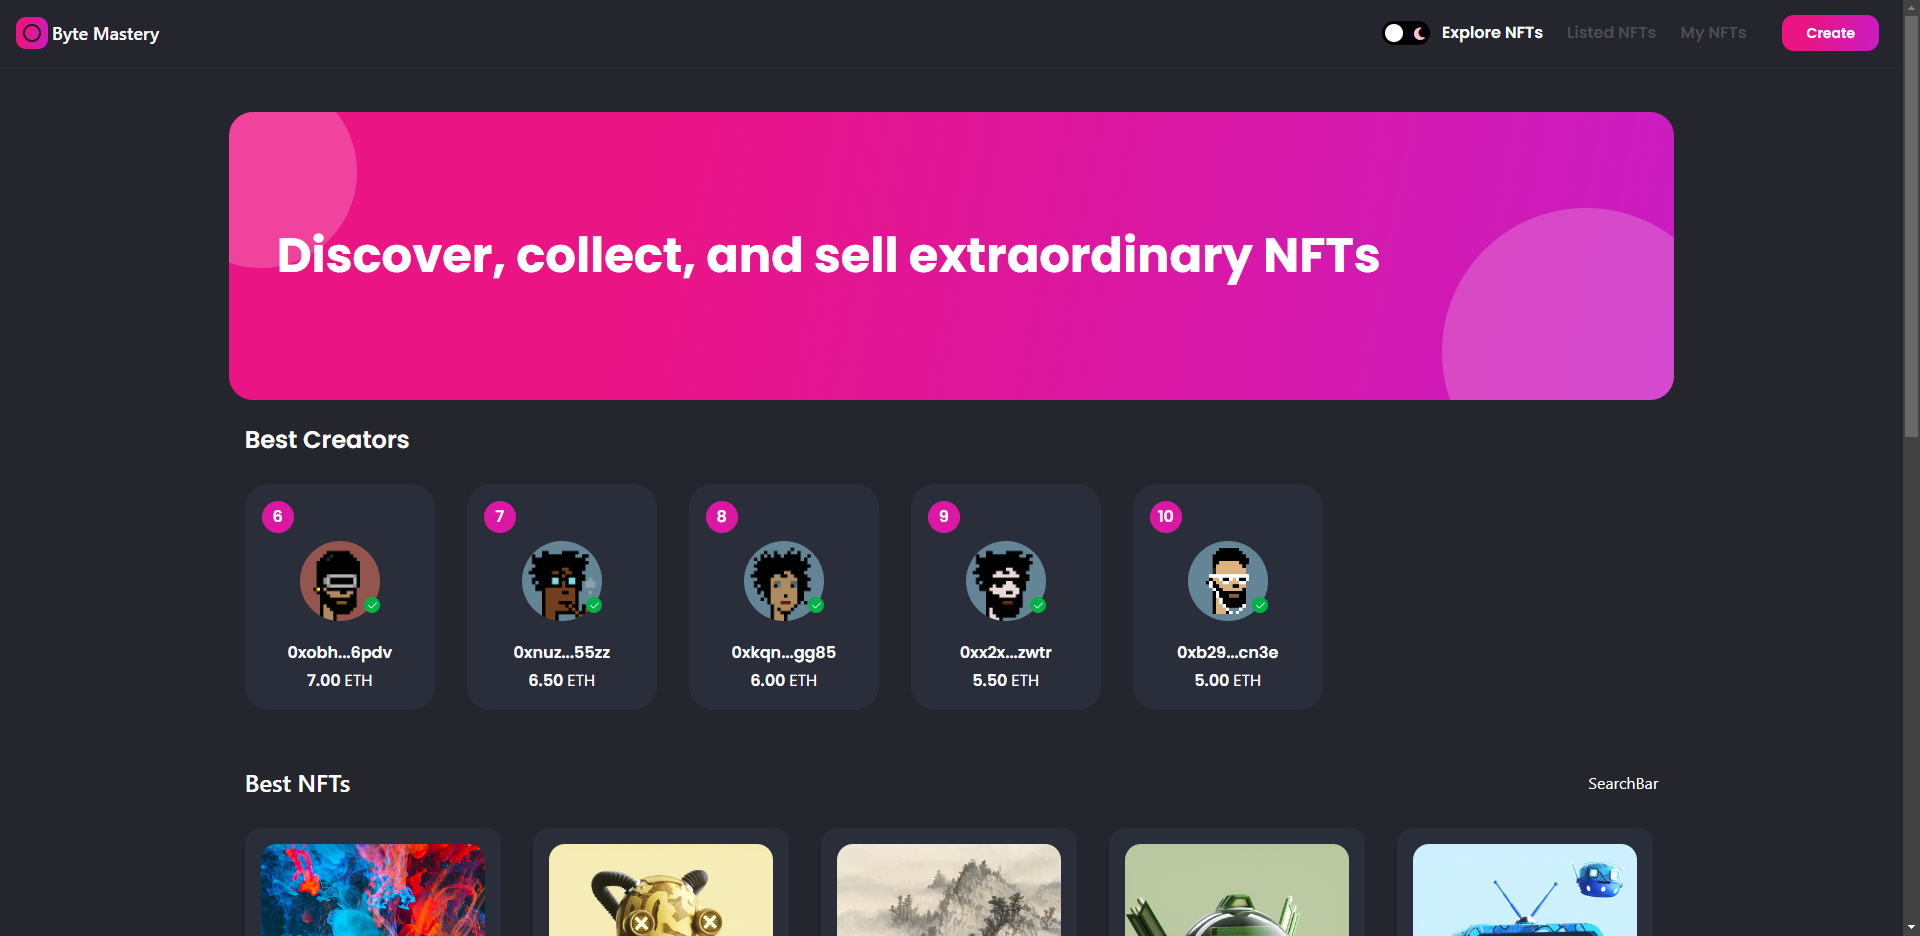 Byte Mastery
Explore NFTs
Listed NFTs
My NFTs
Create
Discover, collect, and sell extraordinary NFTs
Best Creators
6
7
8
9
10
0xobh...6pdv
7.00 ETH
0xnuz...55zz
6.50 ETH
0xkqn...gg85
6.00 ETH
0xx2x...zwtr
5.50 ETH
0xb29...cn3e
5.00 ETH
Best NFTs
SearchBar